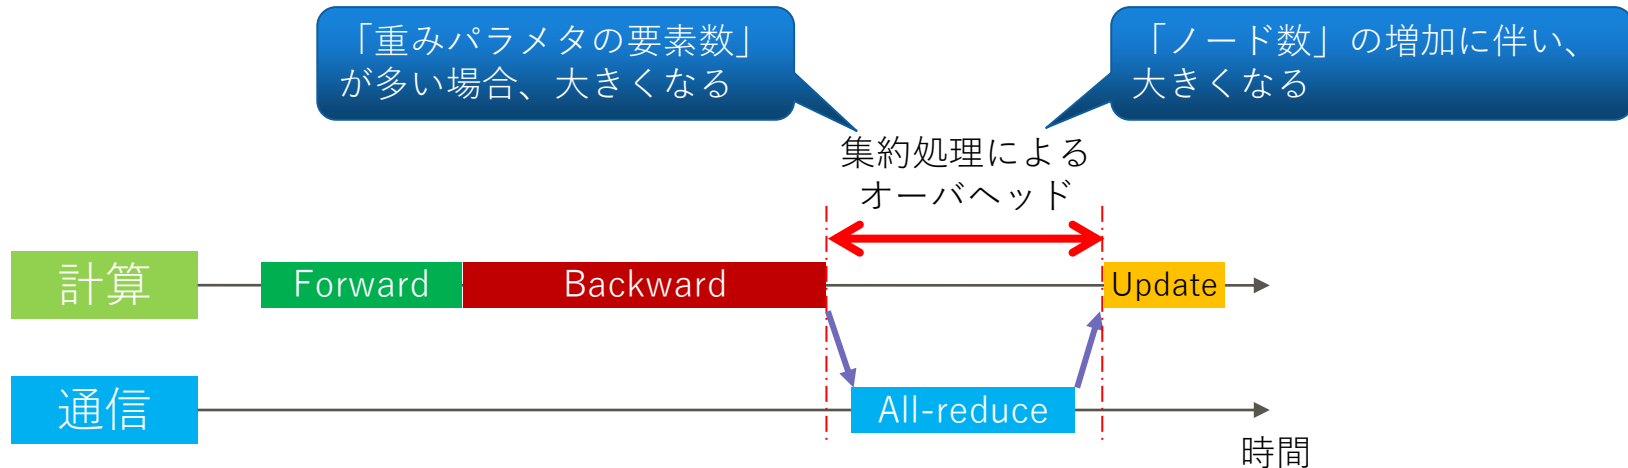 「重みパラメタの要素数」
が多い場合、大きくなる
「ノード数」の増加に伴い、
大きくなる
集約処理による
オーバヘッド
計算
Forward
Backward
Update
通信
All-reduce
時間